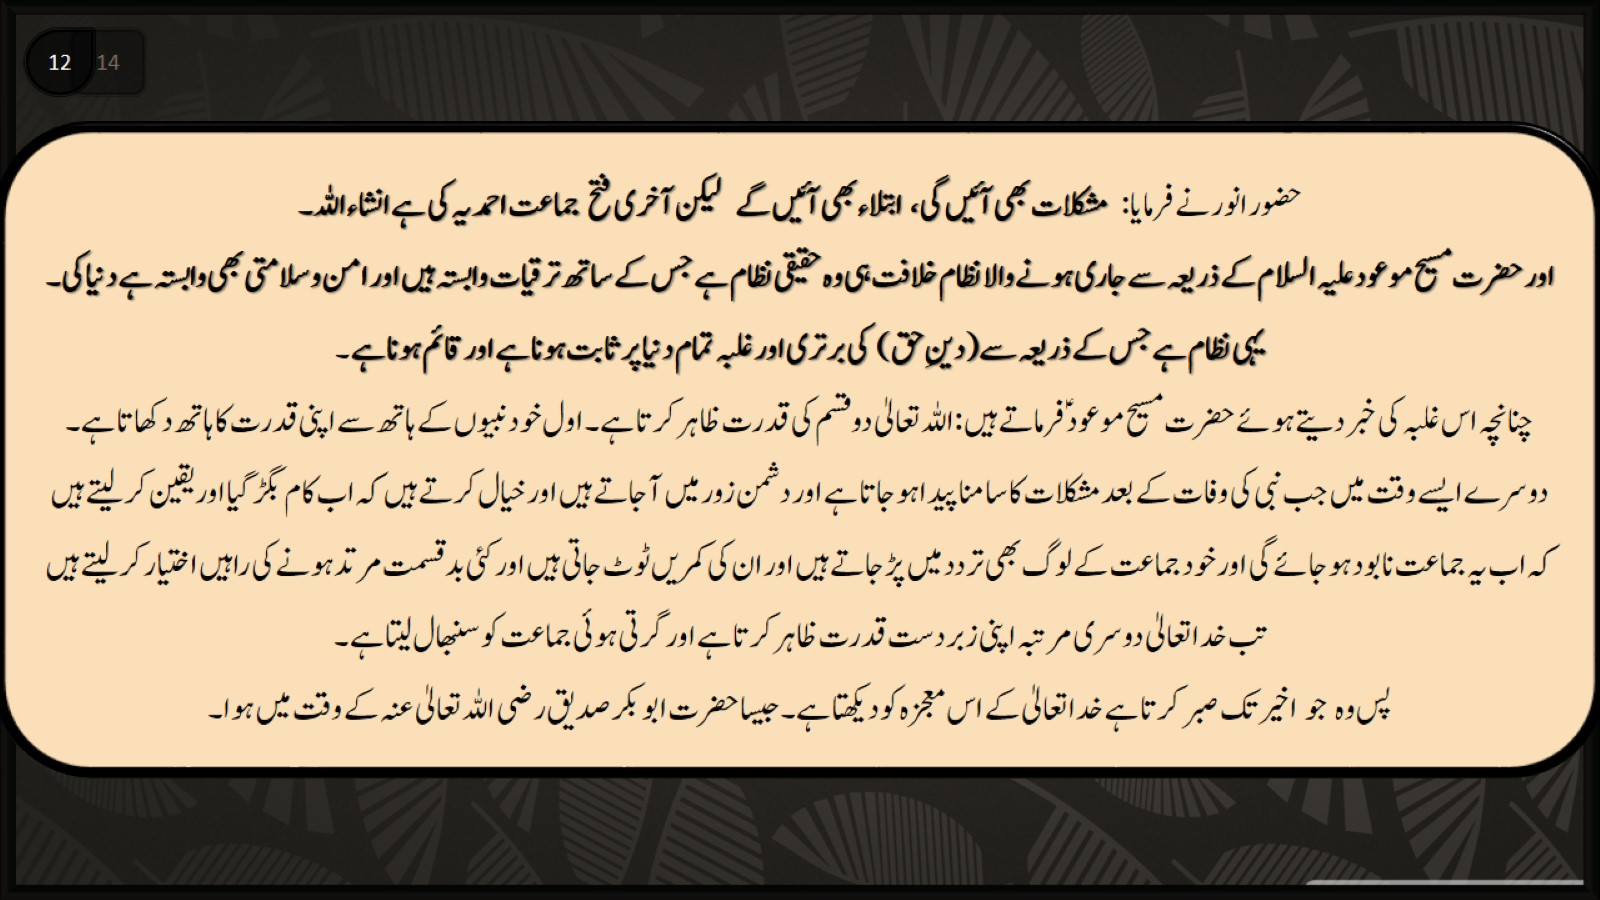 12 14
حضور انور نے فرمایا: مشکلات بھی آئیں گی، ابتلاء بھی آئیں گے لیکن آخری فتح جماعت احمدیہ کی ہے انشاء اللہ۔
اور حضرت مسیح موعود علیہ السلام کے ذریعہ سے جاری ہونے والا نظام خلافت ہی وہ حقیقی نظام ہے جس کے ساتھ ترقیات وابستہ ہیں اور امن و سلامتی بھی وابستہ ہے دنیا کی۔
یہی نظام ہے جس کے ذریعہ سے (دینِ حق) کی برتری اور غلبہ تمام دنیا پر ثابت ہونا ہے اور قائم ہونا ہے۔
چنانچہ اس غلبہ کی خبر دیتے ہوئے حضرت مسیح موعودؑ فرماتے ہیں: اللہ تعالیٰ دو قسم کی قدرت ظاہر کرتا ہے۔ اول خود نبیوں کے ہاتھ سے اپنی قدرت کا ہاتھ دکھاتا ہے۔
دوسرے ایسے وقت میں جب نبی کی وفات کے بعد مشکلات کا سامنا پیدا ہو جاتا ہے اور دشمن زور میں آ جاتے ہیں اور خیال کرتے ہیں کہ اب کام بگڑ گیا اور یقین کر لیتے ہیں
کہ اب یہ جماعت نابود ہو جائے گی اور خود جماعت کے لوگ بھی تردد میں پڑ جاتے ہیں اور ان کی کمریں ٹوٹ جاتی ہیں اور کئی بدقسمت مرتد ہونے کی راہیں اختیار کر لیتے ہیں
تب خدا تعالیٰ دوسری مرتبہ اپنی زبردست قدرت ظاہر کرتا ہے اور گرتی ہوئی جماعت کو سنبھال لیتا ہے۔
پس وہ جو اخیر تک صبر کرتا ہے خدا تعالیٰ کے اس معجزہ کو دیکھتا ہے۔ جیسا حضرت ابو بکر صدیق رضی اللہ تعالیٰ عنہ کے وقت میں ہوا۔